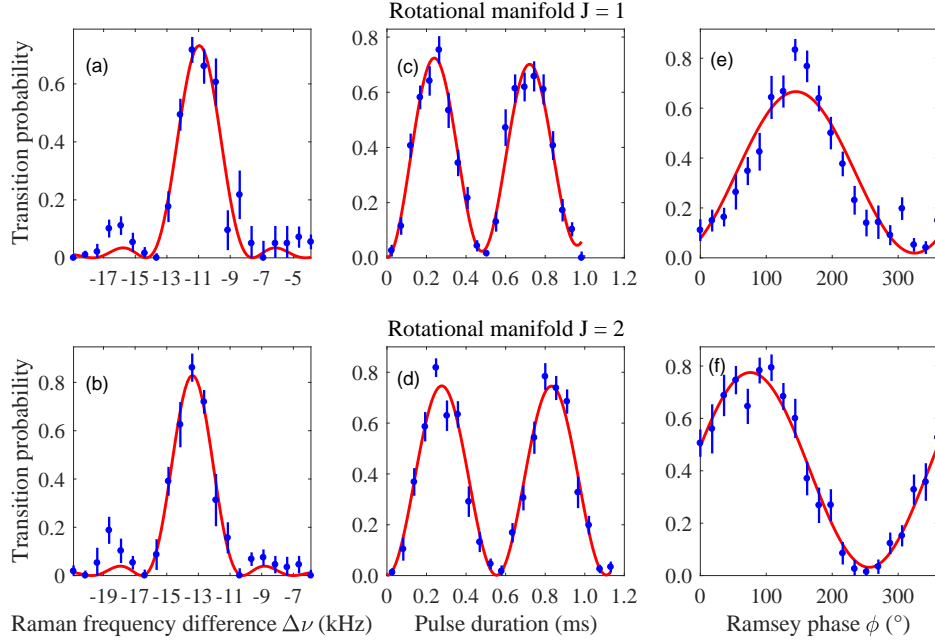 Rotational manifold J = 1
Transition probability
(a)
(c)
(e)
0 0.2 0.4 0.6
0.0 0.2 0.4 0.6 0.8
0.0 0.2 0.4 0.6 0.8
-17 -15 -13 -11 -9 -7 -5
0 0.2 0.4 0.6 0.8 1.0 1.2
0 100 200 300
Rotational manifold J = 2
Transition probability
(b)
(d)
(f)
0 0.2 0.4 0.6 0.8
0.0 0.2 0.4 0.6 0.8
0.0 0.2 0.4 0.6 0.8
-19 -17 -15 -13 -11 -9 -7
0 0.2 0.4 0.6 0.8 1.0 1.2
0 100 200 300
Raman frequency difference Δν (kHz)
Pulse duration (ms)
Ramsey phase ϕ (°)